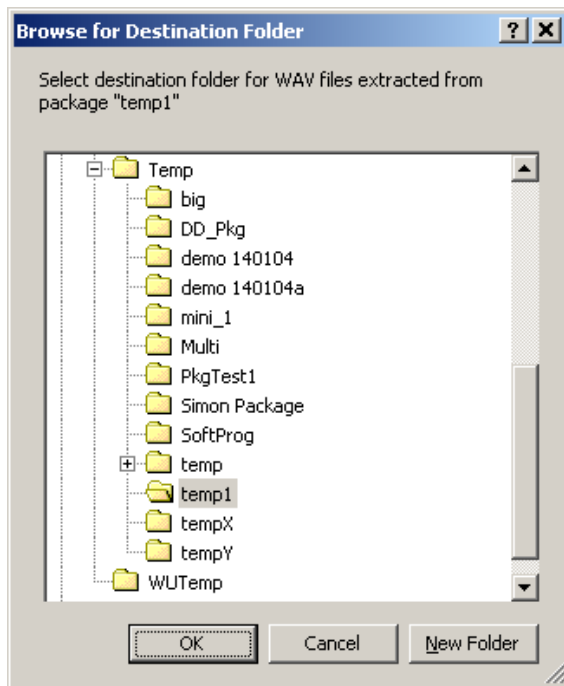 Browse for Destination Folder
Select destination folder for WAV files extracted from
package "temp1"
Temp
big
DD_Pkg
demo 140104
demo 140104a
mini_1
Multi
PkgTest1
Simon Package
SoftProg
temp
temp1
tempX
tempY
WUTemp
OK Cancel New Folder